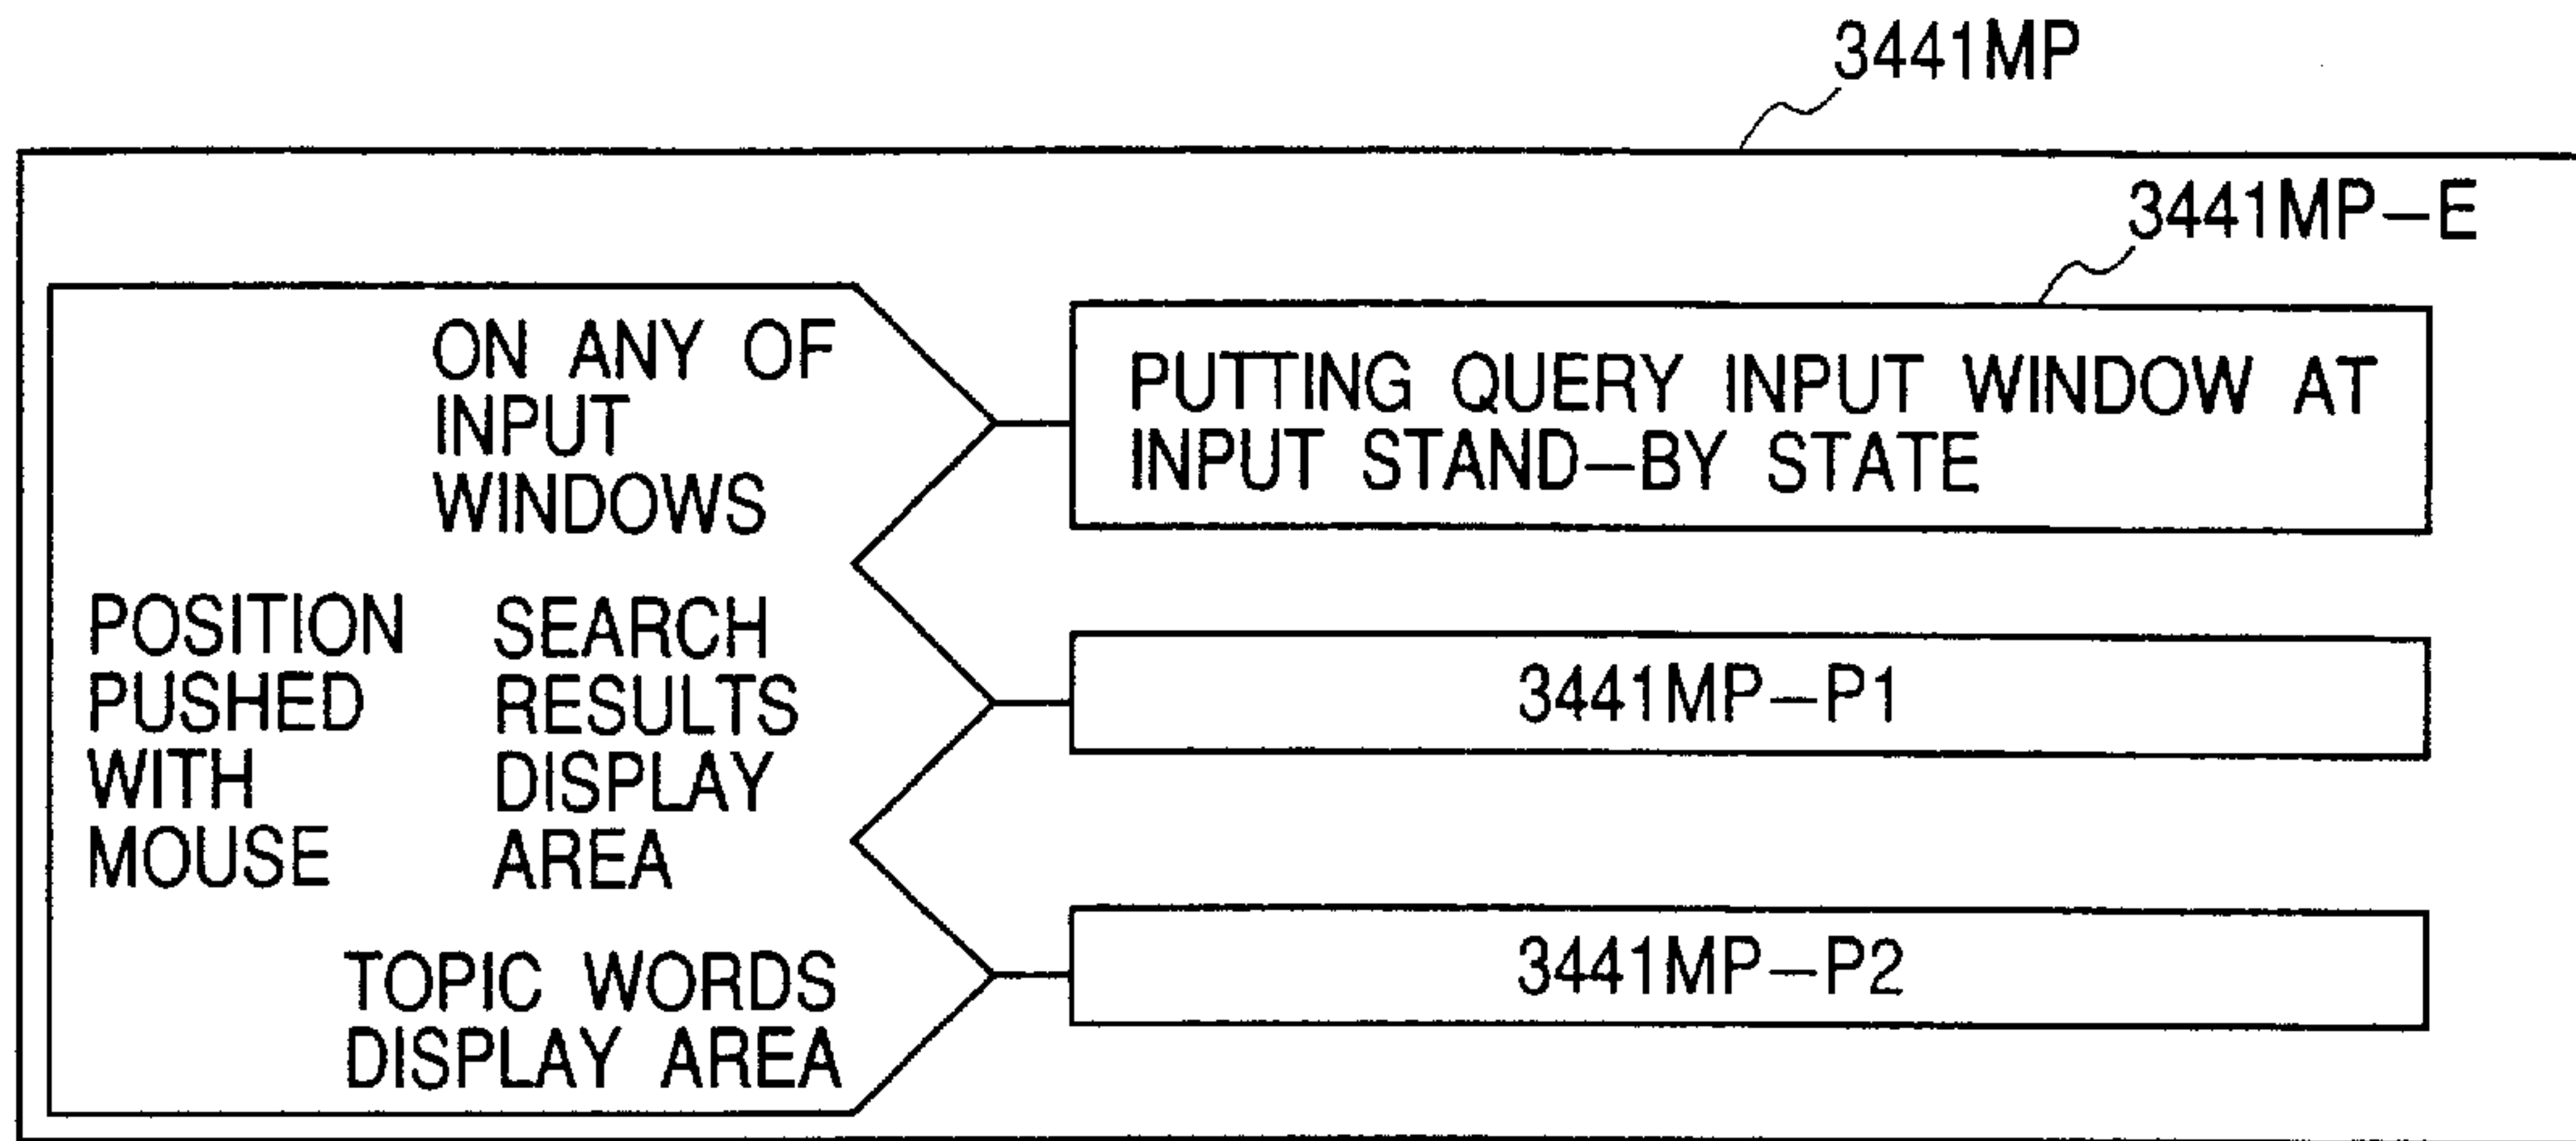 3441MP
3441MP–E
ON ANY OF
INPUT
WINDOWS
PUTTING QUERY INPUT WINDOW AT
INPUT STAND–BY STATE
POSITION
PUSHED
WITH
MOUSE
SEARCH
RESULTS
DISPLAY
AREA
3441MP–P1
TOPIC WORDS
DISPLAY AREA
3441MP–P2